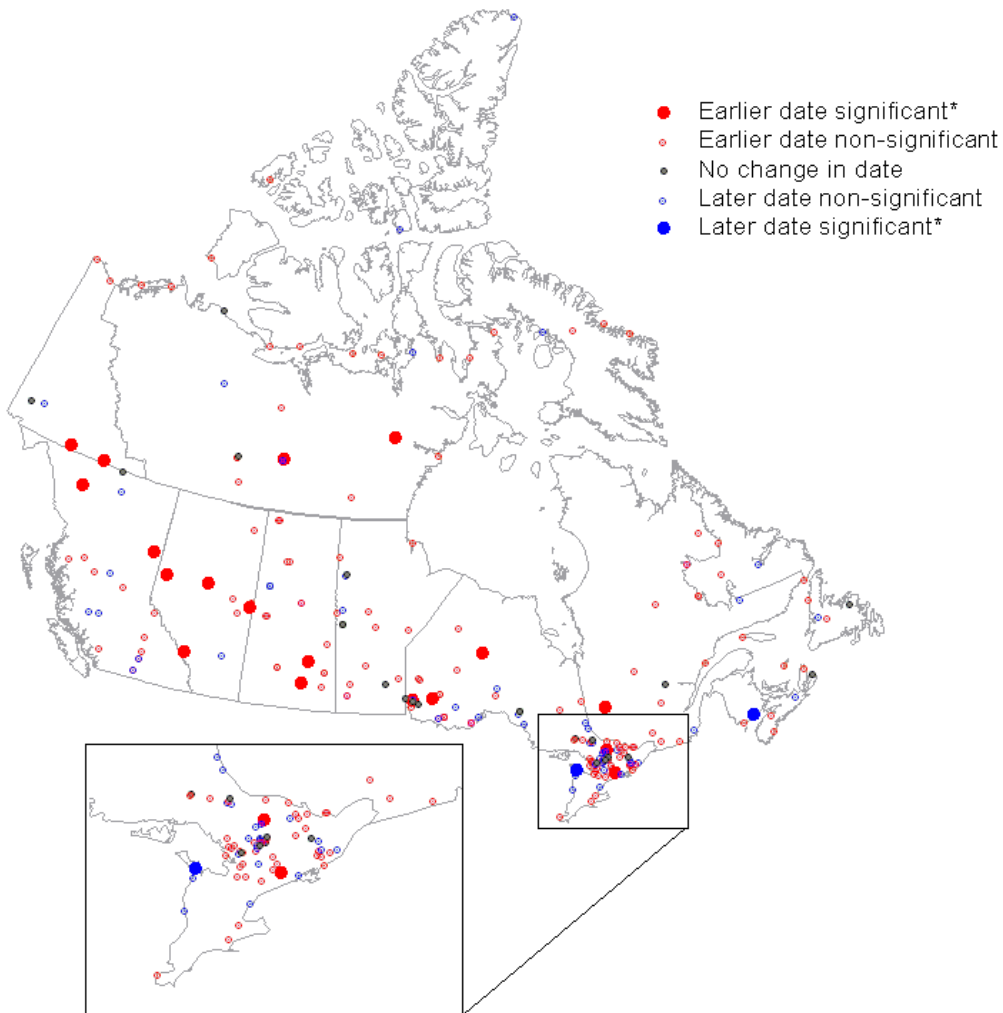 Earlier date significant*
Earlier date non-significant
No change in date
Later date non-significant
Later date significant*